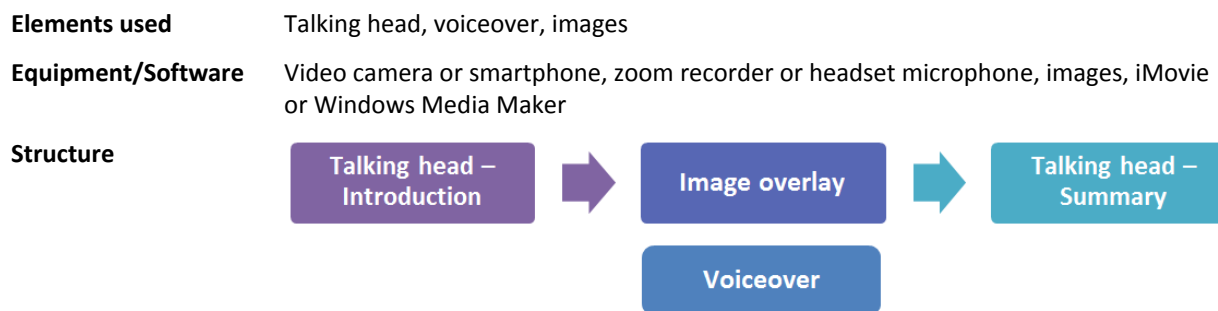 Elements used Talking head, voiceover, images
Equipment/Software Video camera or smartphone, zoom recorder or headset microphone, images, iMovie
or Windows Media Maker
Structure
Talking head –
Introduction
Image overlay
Talking head –
Summary
Voiceover